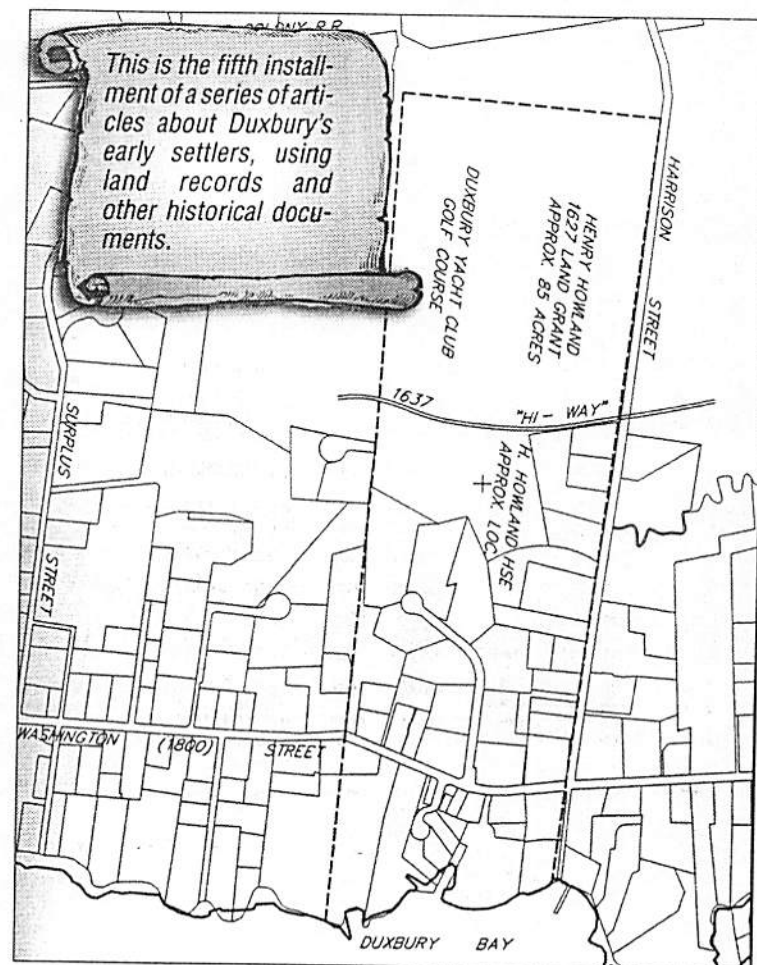 COLONY R.R.
This is the fifth install-
ment of a series of arti-
cles about Duxbury's
early settlers, using
land records and
other historical docu-
ments.
HARRISON STREET
HENRY HOWLAND
1627 LAND GRANT
APPROX. 85 ACRES
DUXBURY YACHT CLUB
GOLF COURSE
1637 "HI-WAY"
H. HOWLAND HSE
APPROX. LOC.
SURPLUS STREET
WASHINGTON (1800) STREET
DUXBURY BAY